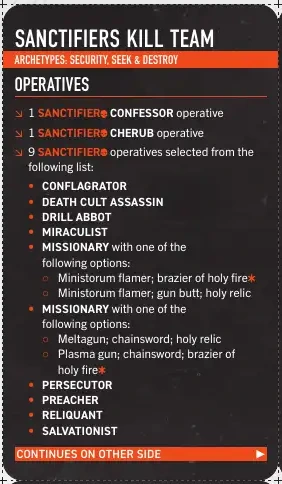 SANCTIFIERS KILL TEAM
ARCHETYPES: SECURITY, SEEK & DESTROY
OPERATIVES
↘ 1 SANCTIFIER💀 CONFESSOR operative
↘ 1 SANCTIFIER💀 CHERUB operative
↘ 9 SANCTIFIER💀 operatives selected from the
following list:
• CONFLAGRATOR
• DEATH CULT ASSASSIN
• DRILL ABBOT
• MIRACULIST
• MISSIONARY with one of the
following options:
○ Ministorum flamer; brazier of holy fire*
○ Ministorum flamer; gun butt; holy relic
• MISSIONARY with one of the
following options:
○ Meltagun; chainsword; holy relic
○ Plasma gun; chainsword; brazier of
holy fire*
• PERSECUTOR
• PREACHER
• RELIQUANT
• SALVATIONIST
CONTINUES ON OTHER SIDE ►